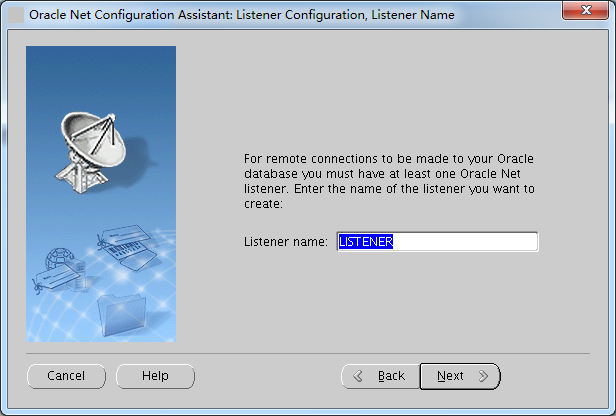 Oracle Net Configuration Assistant: Listener Configuration, Listener Name
For remote connections to be made to your Oracle
database you must have at least one Oracle Net
listener. Enter the name of the listener you want to
create:
Listener name: LISTENER
Cancel Help Back Next